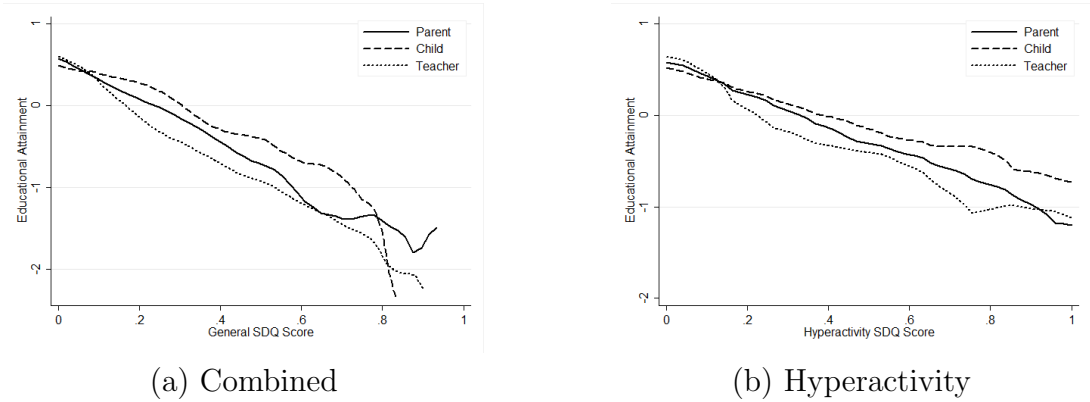 1
0
-1
-2
Educational Attainment
Parent
Child
Teacher
0 .2 .4 .6 .8 1
General SDQ Score
(a) Combined
1
0
-1
-2
Educational Attainment
Parent
Child
Teacher
0 .2 .4 .6 .8 1
Hyperactivity SDQ Score
(b) Hyperactivity